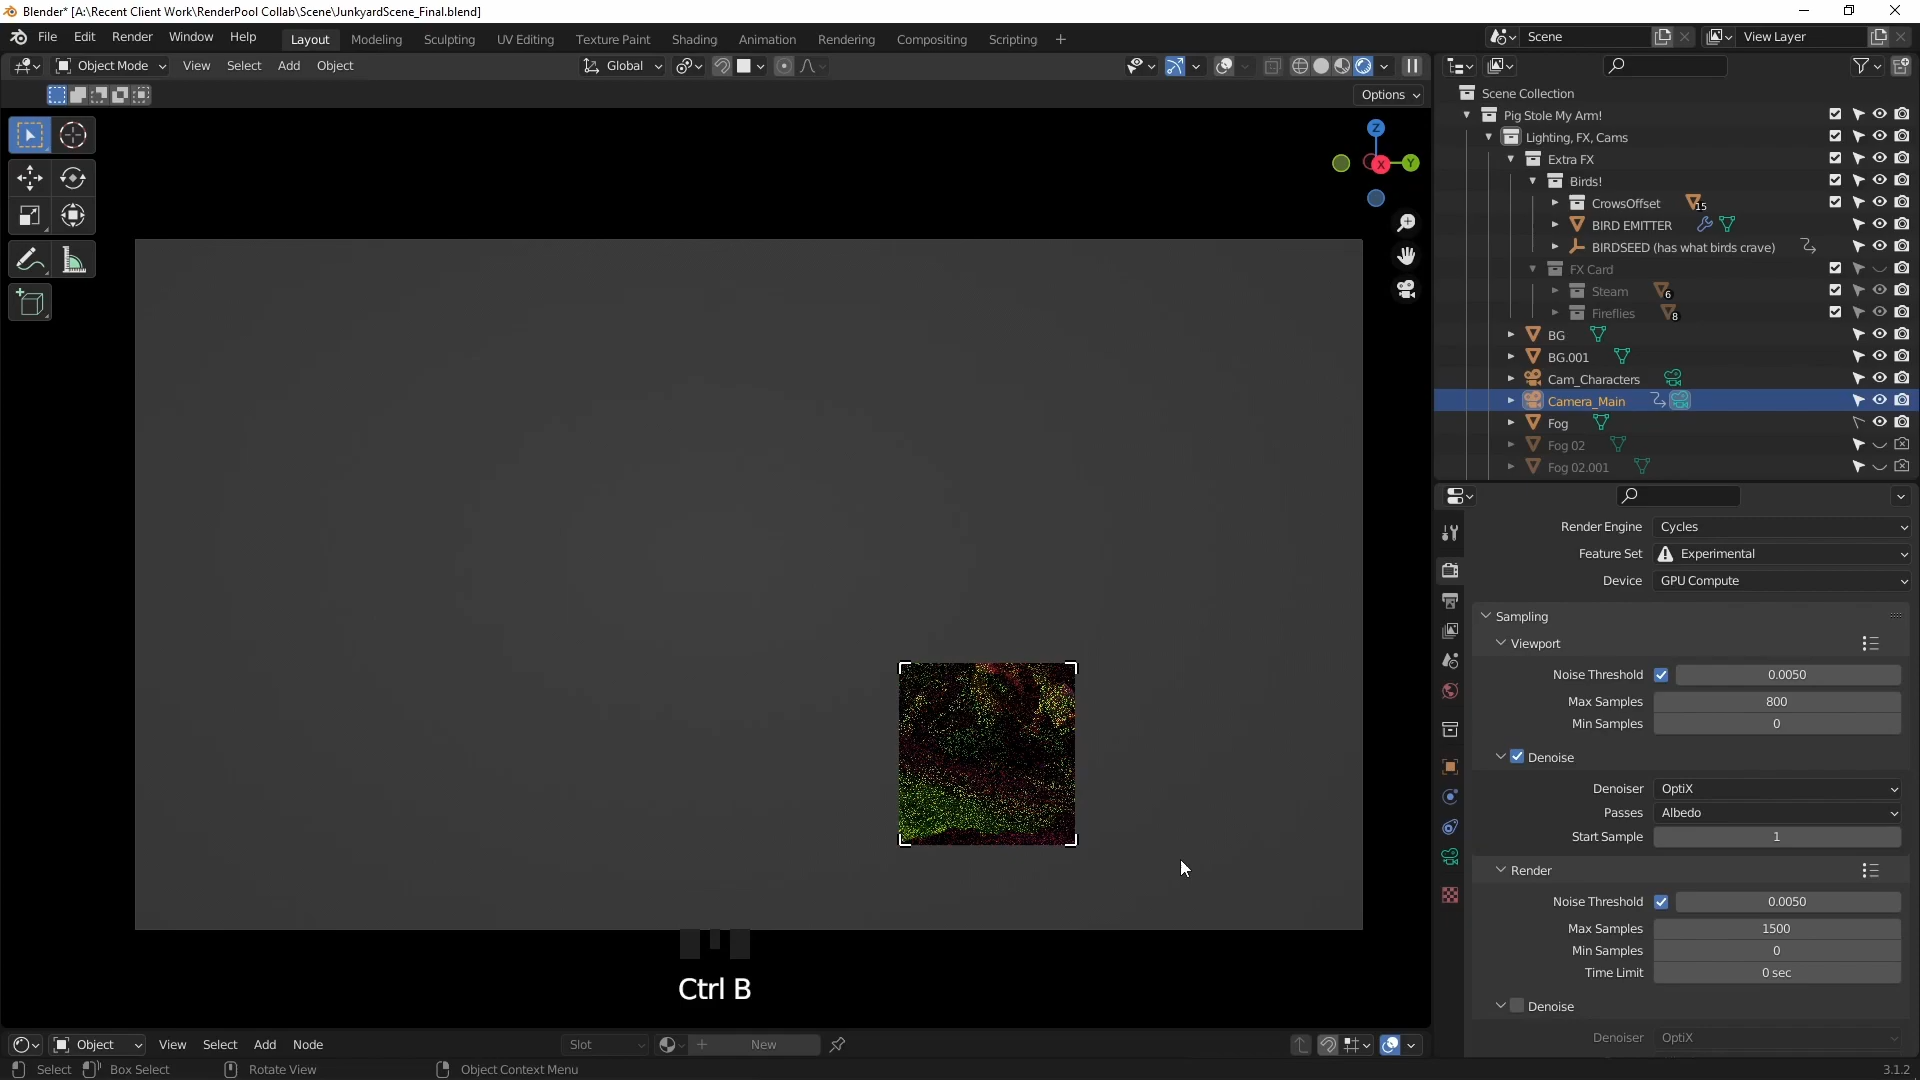 Blender* [A:\Recent Client Work\RenderPool Collab\Scene\JunkyardScene_Final.blend]
File Edit Render Window Help Layout Modeling Sculpting UV Editing Texture Paint Shading Animation Rendering Compositing Scripting + Scene View Layer
Object Mode View Select Add Object Global
Options
Z
Y
X
Scene Collection
Pig Stole My Arm!
Lighting, FX, Cams
Extra FX
Birds!
CrowsOffset 15
BIRD EMITTER
BIRDSEED (has what birds crave)
FX Card
Steam 6
Fireflies 8
BG
BG.001
Cam_Characters
Camera_Main
Fog
Fog 02
Fog 02.001
Render Engine Cycles
Feature Set Experimental
Device GPU Compute
Sampling
Viewport
Noise Threshold 0.0050
Max Samples 800
Min Samples 0
Denoise
Denoiser OptiX
Passes Albedo
Start Sample 1
Render
Noise Threshold 0.0050
Max Samples 1500
Min Samples 0
Time Limit 0 sec
Denoise
Denoiser OptiX
Ctrl B
Object View Select Add Node Slot New
Select Box Select Rotate View Object Context Menu 3.1.2